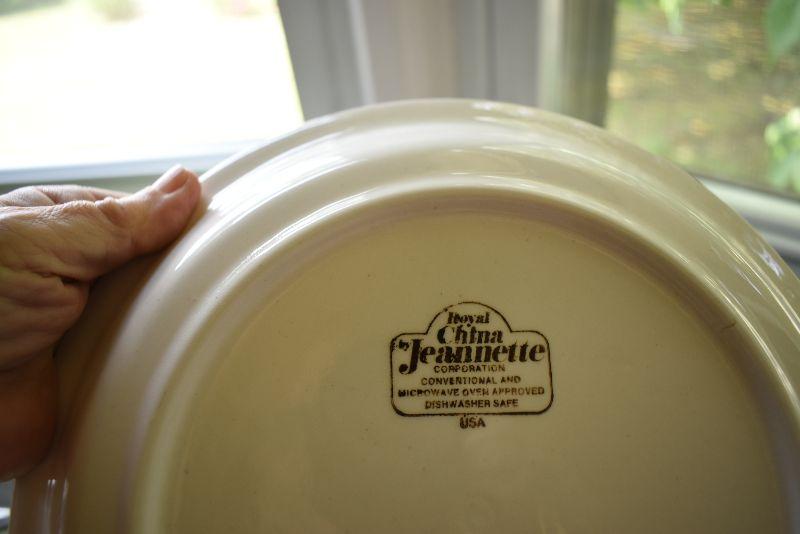 Royal
China
by Jeannette
CORPORATION
CONVENTIONAL AND
MICROWAVE OVEN APPROVED
DISHWASHER SAFE
USA